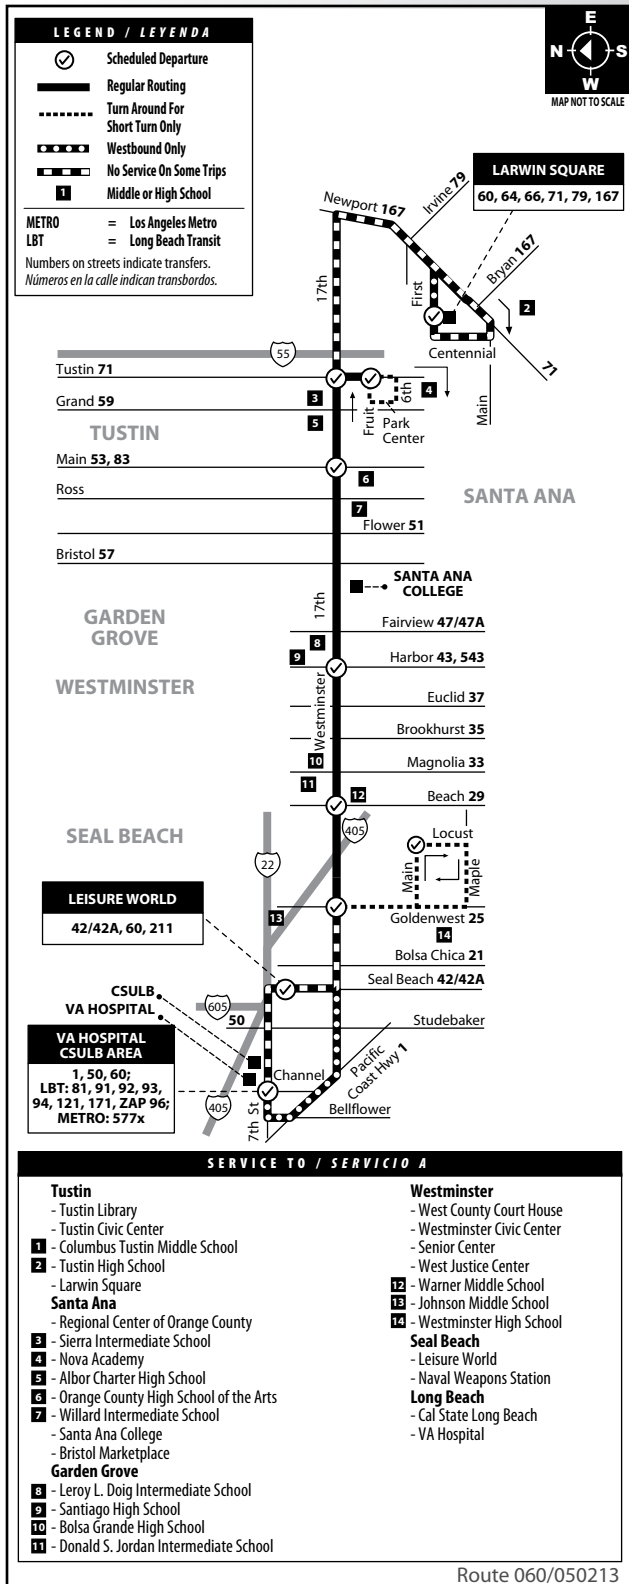 LEGEND / LEYENDA
Scheduled Departure
Regular Routing
Turn Around For
Short Turn Only
Westbound Only
No Service On Some Trips
1 Middle or High School
METRO = Los Angeles Metro
LBT = Long Beach Transit
Numbers on streets indicate transfers.
Números en la calle indican transbordos.
E
N S
W
MAP NOT TO SCALE
LARWIN SQUARE
60, 64, 66, 71, 79, 167
Newport 167
Irvine 79
Bryan 167
17th
First
2
Centennial
71
Main
55
Tustin 71
3
6th
4
Grand 59
5
Fruit
Park
Center
TUSTIN
Main 53, 83
6
Ross
SANTA ANA
7
Flower 51
Bristol 57
SANTA ANA
COLLEGE
17th
GARDEN
GROVE
Fairview 47/47A
8
9
Harbor 43, 543
WESTMINSTER
Westminster
Euclid 37
Brookhurst 35
10
Magnolia 33
11
12
Beach 29
SEAL BEACH
405
22
Locust
Main
Maple
LEISURE WORLD
42/42A, 60, 211
13
Goldenwest 25
14
Bolsa Chica 21
Seal Beach 42/42A
CSULB
VA HOSPITAL
605
50
Studebaker
VA HOSPITAL
CSULB AREA
1, 50, 60;
LBT: 81, 91, 92, 93,
94, 121, 171, ZAP 96;
METRO: 577x
Channel
Pacific
Coast Hwy 1
405
7th St
Bellflower
SERVICE TO / SERVICIO A
Tustin
- Tustin Library
- Tustin Civic Center
1 - Columbus Tustin Middle School
2 - Tustin High School
- Larwin Square
Santa Ana
- Regional Center of Orange County
3 - Sierra Intermediate School
4 - Nova Academy
5 - Albor Charter High School
6 - Orange County High School of the Arts
7 - Willard Intermediate School
- Santa Ana College
- Bristol Marketplace
Garden Grove
8 - Leroy L. Doig Intermediate School
9 - Santiago High School
10 - Bolsa Grande High School
11 - Donald S. Jordan Intermediate School
Westminster
- West County Court House
- Westminster Civic Center
- Senior Center
- West Justice Center
12 - Warner Middle School
13 - Johnson Middle School
14 - Westminster High School
Seal Beach
- Leisure World
- Naval Weapons Station
Long Beach
- Cal State Long Beach
- VA Hospital
Route 060/050213